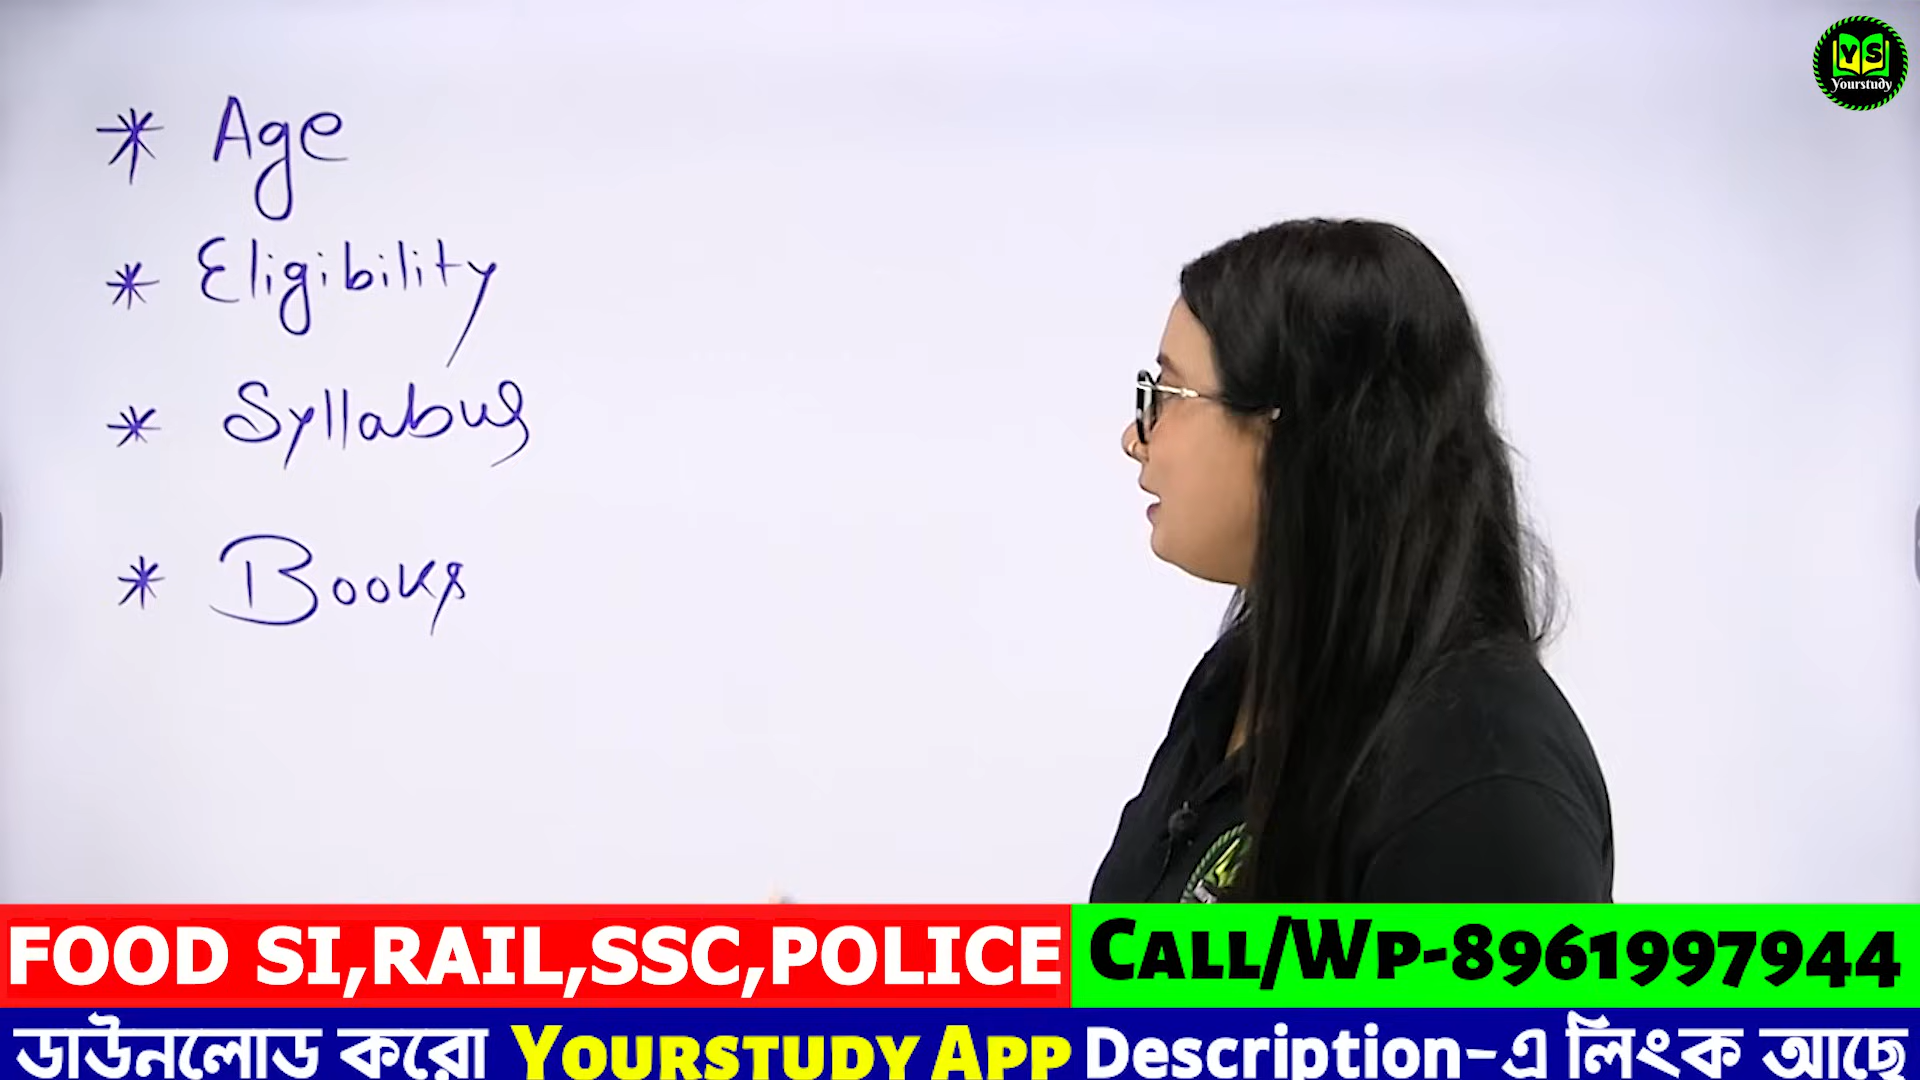 YS
Yourstudy
* Age
* Eligibility
* Syllabus
* Books
FOOD SI,RAIL,SSC,POLICE
CALL/WP-8961997944
ডাউনলোড করো YOURSTUDY APP Description-এ লিংক আছে